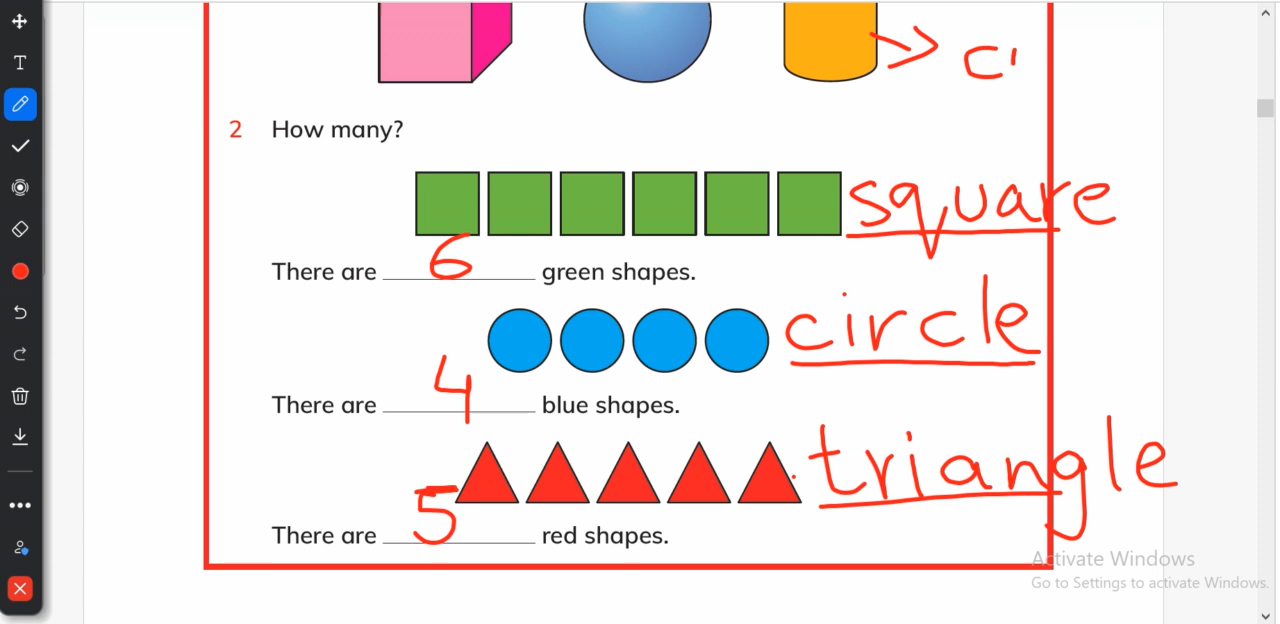 2 How many?
square
There are 6 green shapes.
circle
There are 4 blue shapes.
triangle
There are 5 red shapes.
Activate Windows
Go to Settings to activate Windows.